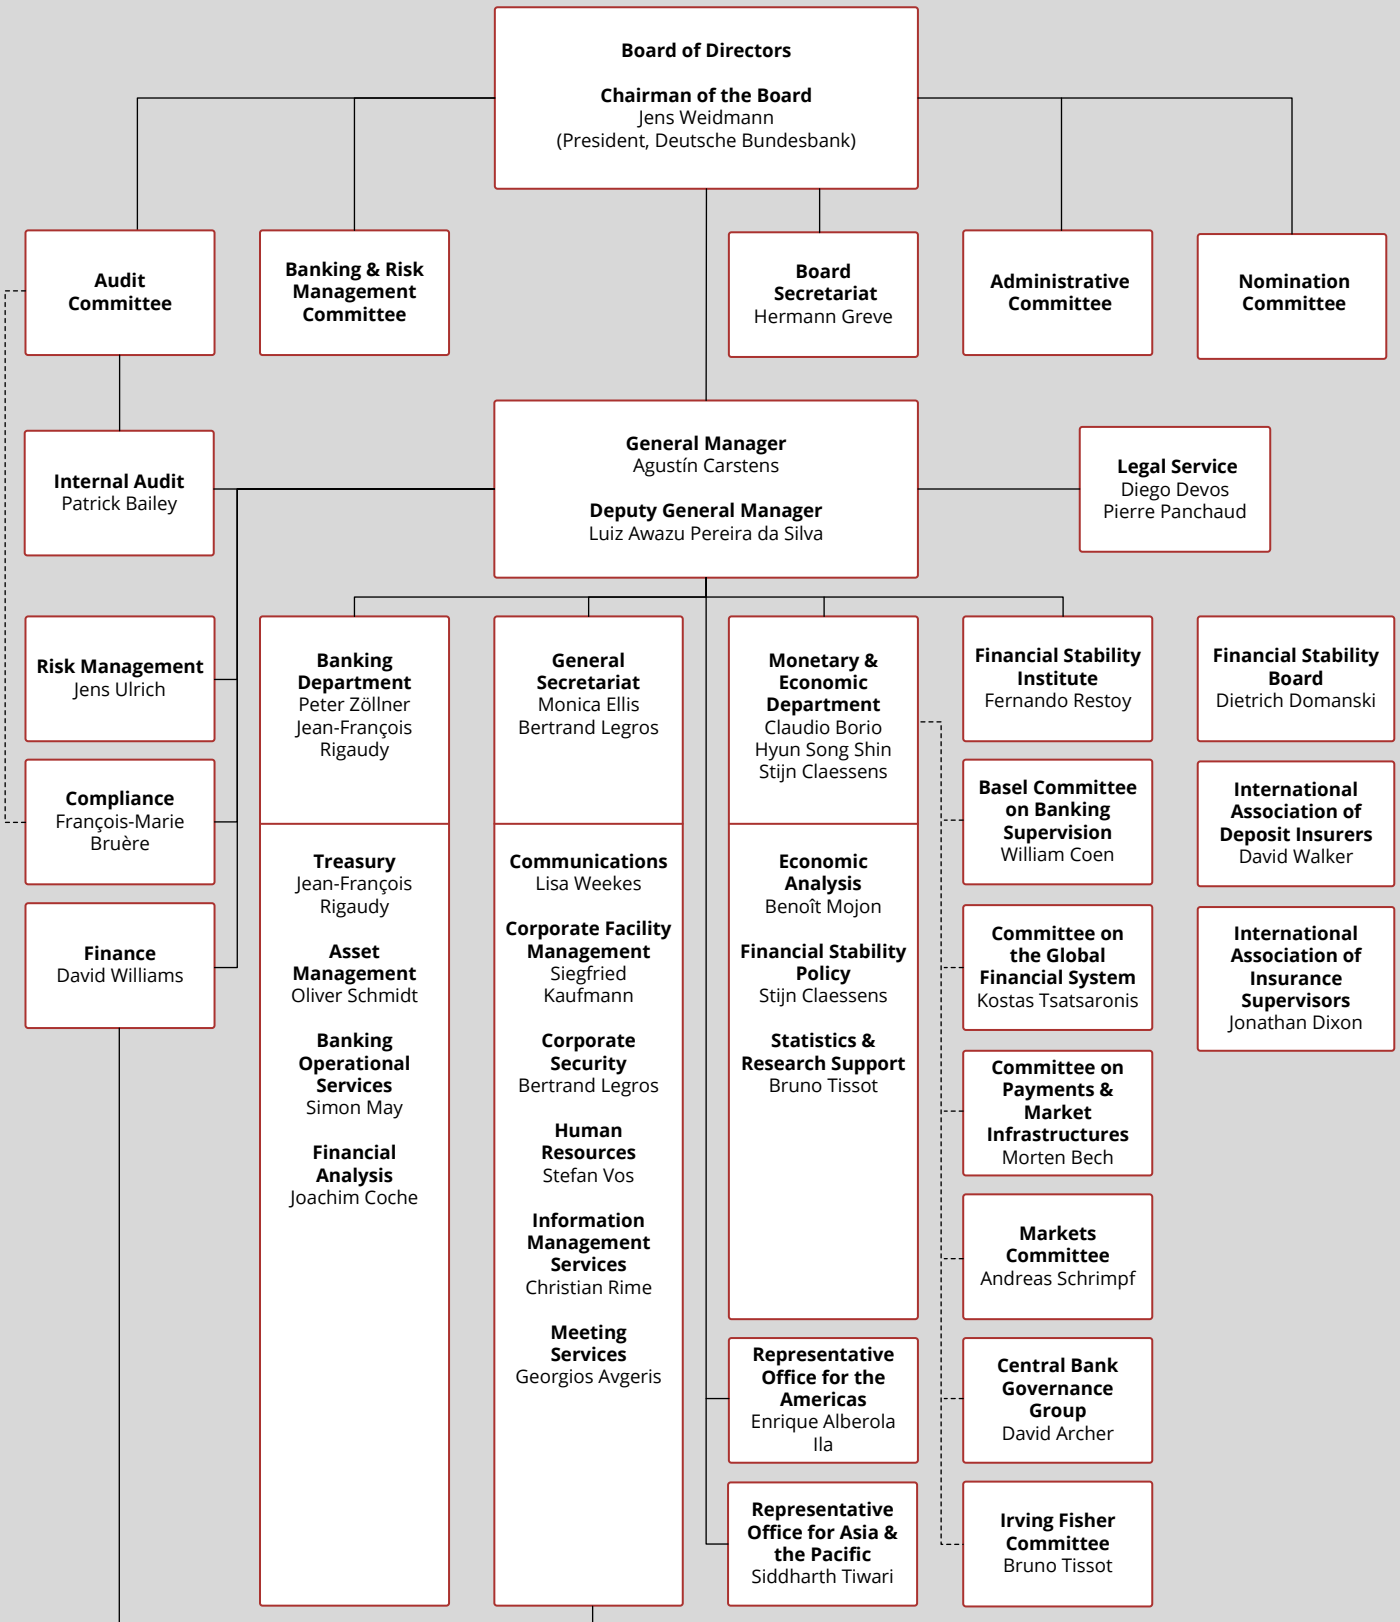 Board of Directors
Chairman of the Board
Jens Weidmann
(President, Deutsche Bundesbank)
Audit
Committee
Banking & Risk
Management
Committee
Board
Secretariat
Hermann Greve
Administrative
Committee
Nomination
Committee
General Manager
Agustín Carstens
Deputy General Manager
Luiz Awazu Pereira da Silva
Internal Audit
Patrick Bailey
Legal Service
Diego Devos
Pierre Panchaud
Risk Management
Jens Ulrich
Compliance
François-Marie
Bruère
Finance
David Williams
Banking
Department
Peter Zöllner
Jean-François
Rigaudy
Treasury
Jean-François
Rigaudy
Asset
Management
Oliver Schmidt
Banking
Operational
Services
Simon May
Financial
Analysis
Joachim Coche
General
Secretariat
Monica Ellis
Bertrand Legros
Communications
Lisa Weekes
Corporate Facility
Management
Siegfried
Kaufmann
Corporate
Security
Bertrand Legros
Human
Resources
Stefan Vos
Information
Management
Services
Christian Rime
Meeting
Services
Georgios Avgeris
Monetary &
Economic
Department
Claudio Borio
Hyun Song Shin
Stijn Claessens
Economic
Analysis
Benoît Mojon
Financial Stability
Policy
Stijn Claessens
Statistics &
Research Support
Bruno Tissot
Representative
Office for the
Americas
Enrique Alberola
Ila
Representative
Office for Asia &
the Pacific
Siddharth Tiwari
Financial Stability
Institute
Fernando Restoy
Basel Committee
on Banking
Supervision
William Coen
Committee on
the Global
Financial System
Kostas Tsatsaronis
Committee on
Payments &
Market
Infrastructures
Morten Bech
Markets
Committee
Andreas Schrimpf
Central Bank
Governance
Group
David Archer
Irving Fisher
Committee
Bruno Tissot
Financial Stability
Board
Dietrich Domanski
International
Association of
Deposit Insurers
David Walker
International
Association of
Insurance
Supervisors
Jonathan Dixon